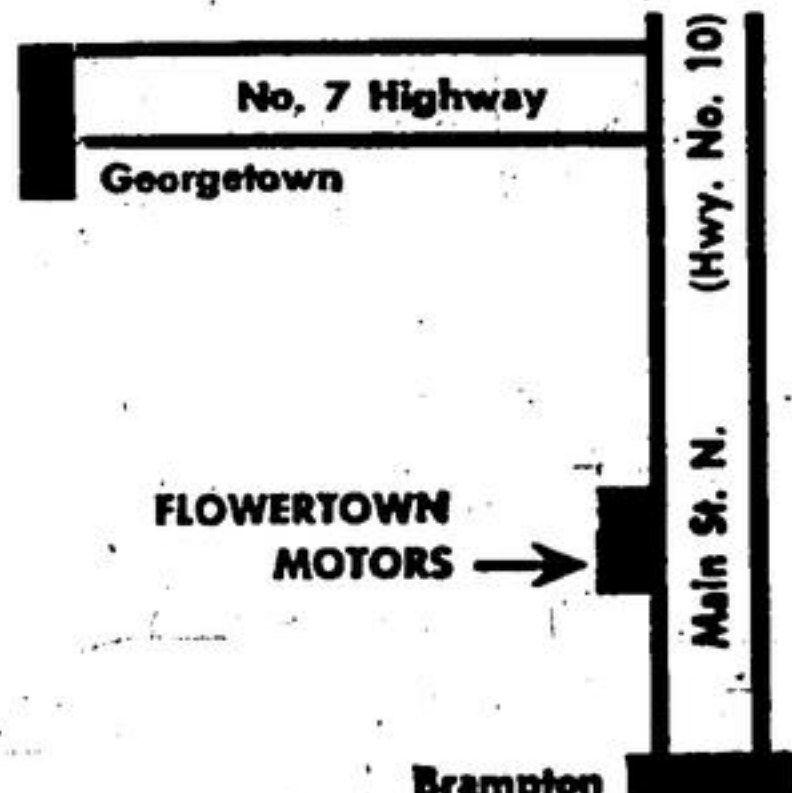 No. 7 Highway
(Hwy. No. 10)
Georgetown
FLOWERTOWN
MOTORS
Main St. N.
Brampton